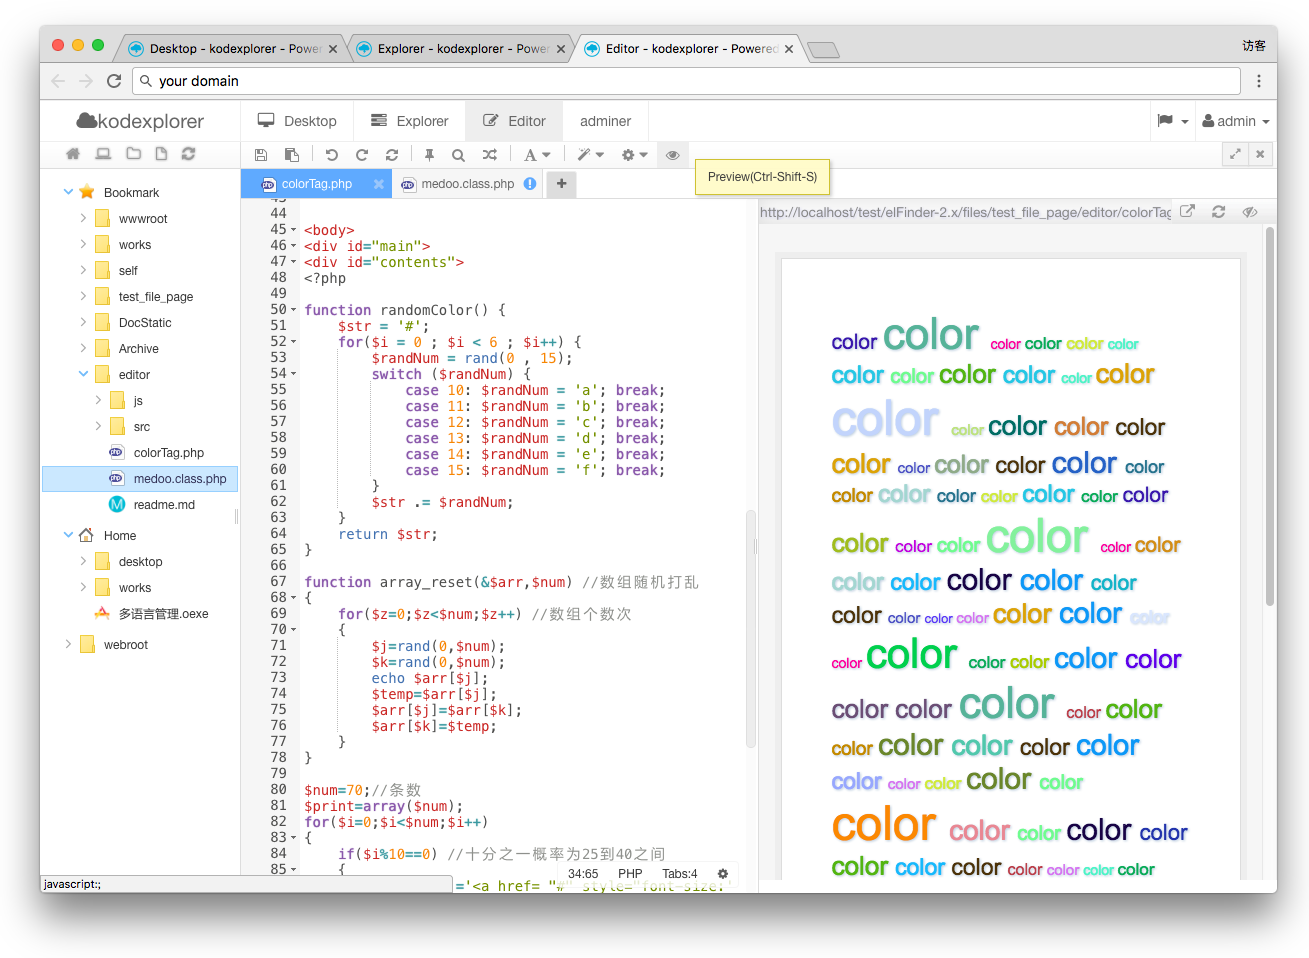 Desktop - kodexplorer - Power
Explorer - kodexplorer - Power
Editor - kodexplorer - Powered
访客
your domain
kodexplorer
Desktop
Explorer
Editor
adminer
admin
Preview(Ctrl-Shift-S)
Bookmark
wwwroot
works
self
test_file_page
DocStatic
Archive
editor
js
src
colorTag.php
medoo.class.php
readme.md
Home
desktop
works
多语言管理.oexe
webroot
javascript:;
colorTag.php
medoo.class.php
http://localhost/test/elFinder-2.x/files/test_file_page/editor/colorTag
43
44
45 <body>
46 <div id="main">
47 <div id="contents">
48 <?php
49
50 function randomColor() {
51     $str = '#';
52     for($i = 0 ; $i < 6 ; $i++) {
53         $randNum = rand(0 , 15);
54         switch ($randNum) {
55             case 10: $randNum = 'a'; break;
56             case 11: $randNum = 'b'; break;
57             case 12: $randNum = 'c'; break;
58             case 13: $randNum = 'd'; break;
59             case 14: $randNum = 'e'; break;
60             case 15: $randNum = 'f'; break;
61         }
62         $str .= $randNum;
63     }
64     return $str;
65 }
66
67 function array_reset(&$arr,$num) //数组随机打乱
68 {
69     for($z=0;$z<$num;$z++) //数组个数次
70     {
71         $j=rand(0,$num);
72         $k=rand(0,$num);
73         echo $arr[$j];
74         $temp=$arr[$j];
75         $arr[$j]=$arr[$k];
76         $arr[$k]=$temp;
77     }
78 }
79
80 $num=70;//条数
81 $print=array($num);
82 for($i=0;$i<$num;$i++)
83 {
84     if($i%10==0) //十分之一概率为25到40之间
85     {
='<a href= "#" style="font-size:'
34:65 PHP Tabs:4
color color color color color color
color color color color color color
color color color color color
color color color color color color
color color color color color color color
color color color color color color
color color color color color
color color color color color color color
color color color color color color
color color color color color
color color color color color
color color color color color
color color color color color
color color color color color color